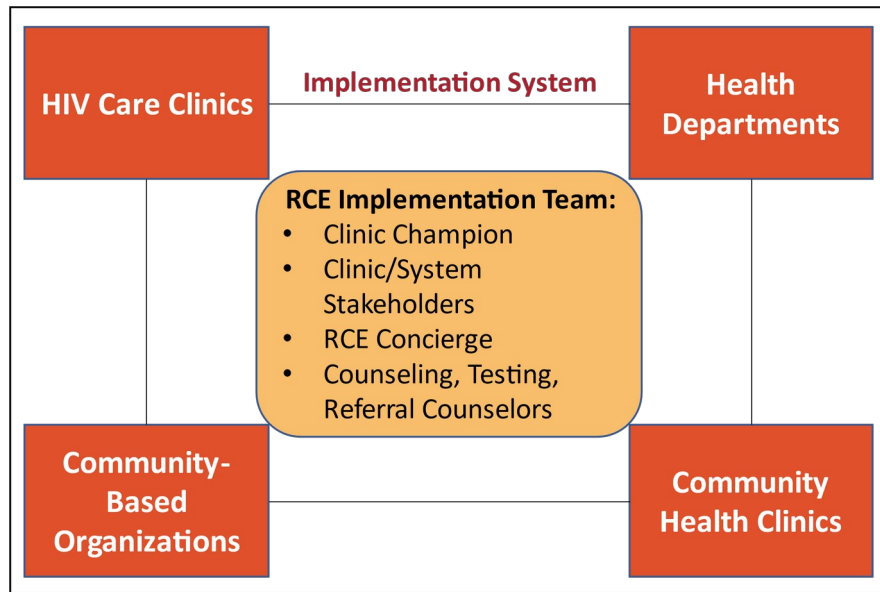 HIV Care Clinics
Implementation System
Health
Departments
RCE Implementation Team:
• Clinic Champion
• Clinic/System
Stakeholders
• RCE Concierge
• Counseling, Testing,
Referral Counselors
Community-
Based
Organizations
Community
Health Clinics